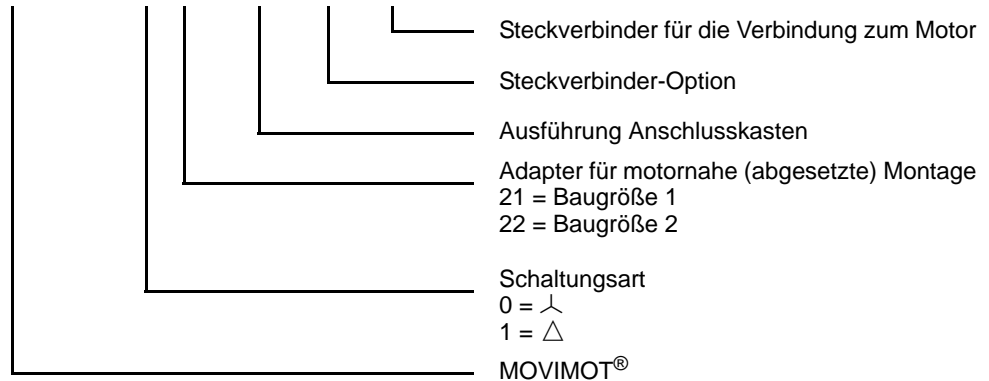 Steckverbinder für die Verbindung zum Motor
Steckverbinder-Option
Ausführung Anschlusskasten
Adapter für motornahe (abgesetzte) Montage
21 = Baugröße 1
22 = Baugröße 2
Schaltungsart
0 = ⅄
1 = △
MOVIMOT®